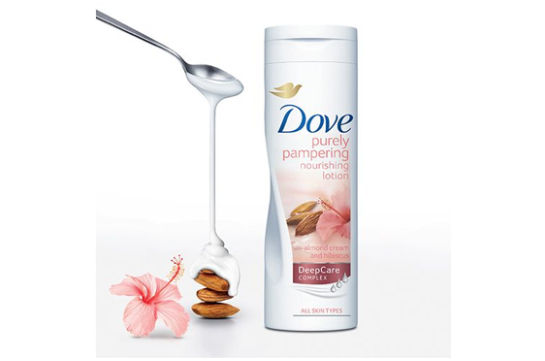 Dove
purely
pampering
nourishing
lotion
almond cream
and hibiscus
DeepCare
COMPLEX
ALL SKIN TYPES